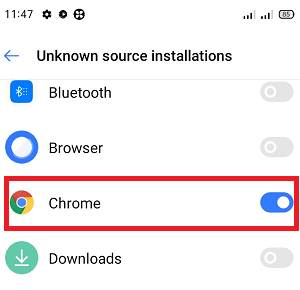 11:47
85
Unknown source installations
Bluetooth
Browser
Chrome
Downloads